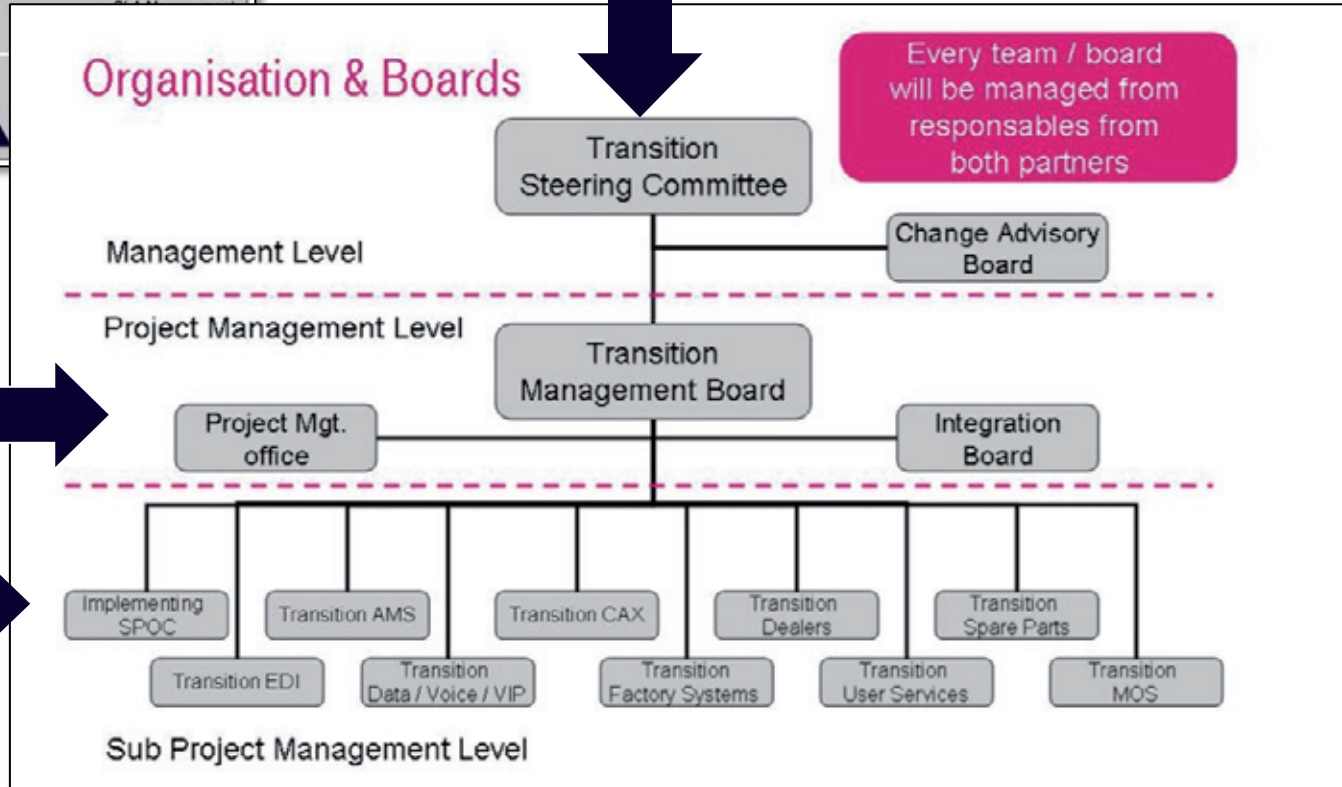 Organisation & Boards
Every team / board
will be managed from
responsables from
both partners
Transition
Steering Committee
Change Advisory
Board
Management Level
Project Management Level
Transition
Management Board
Project Mgt.
office
Integration
Board
Implementing
SPOC
Transition AMS
Transition CAX
Transition
Dealers
Transition
Spare Parts
Transition EDI
Transition
Data / Voice / VIP
Transition
Factory Systems
Transition
User Services
Transition
MOS
Sub Project Management Level